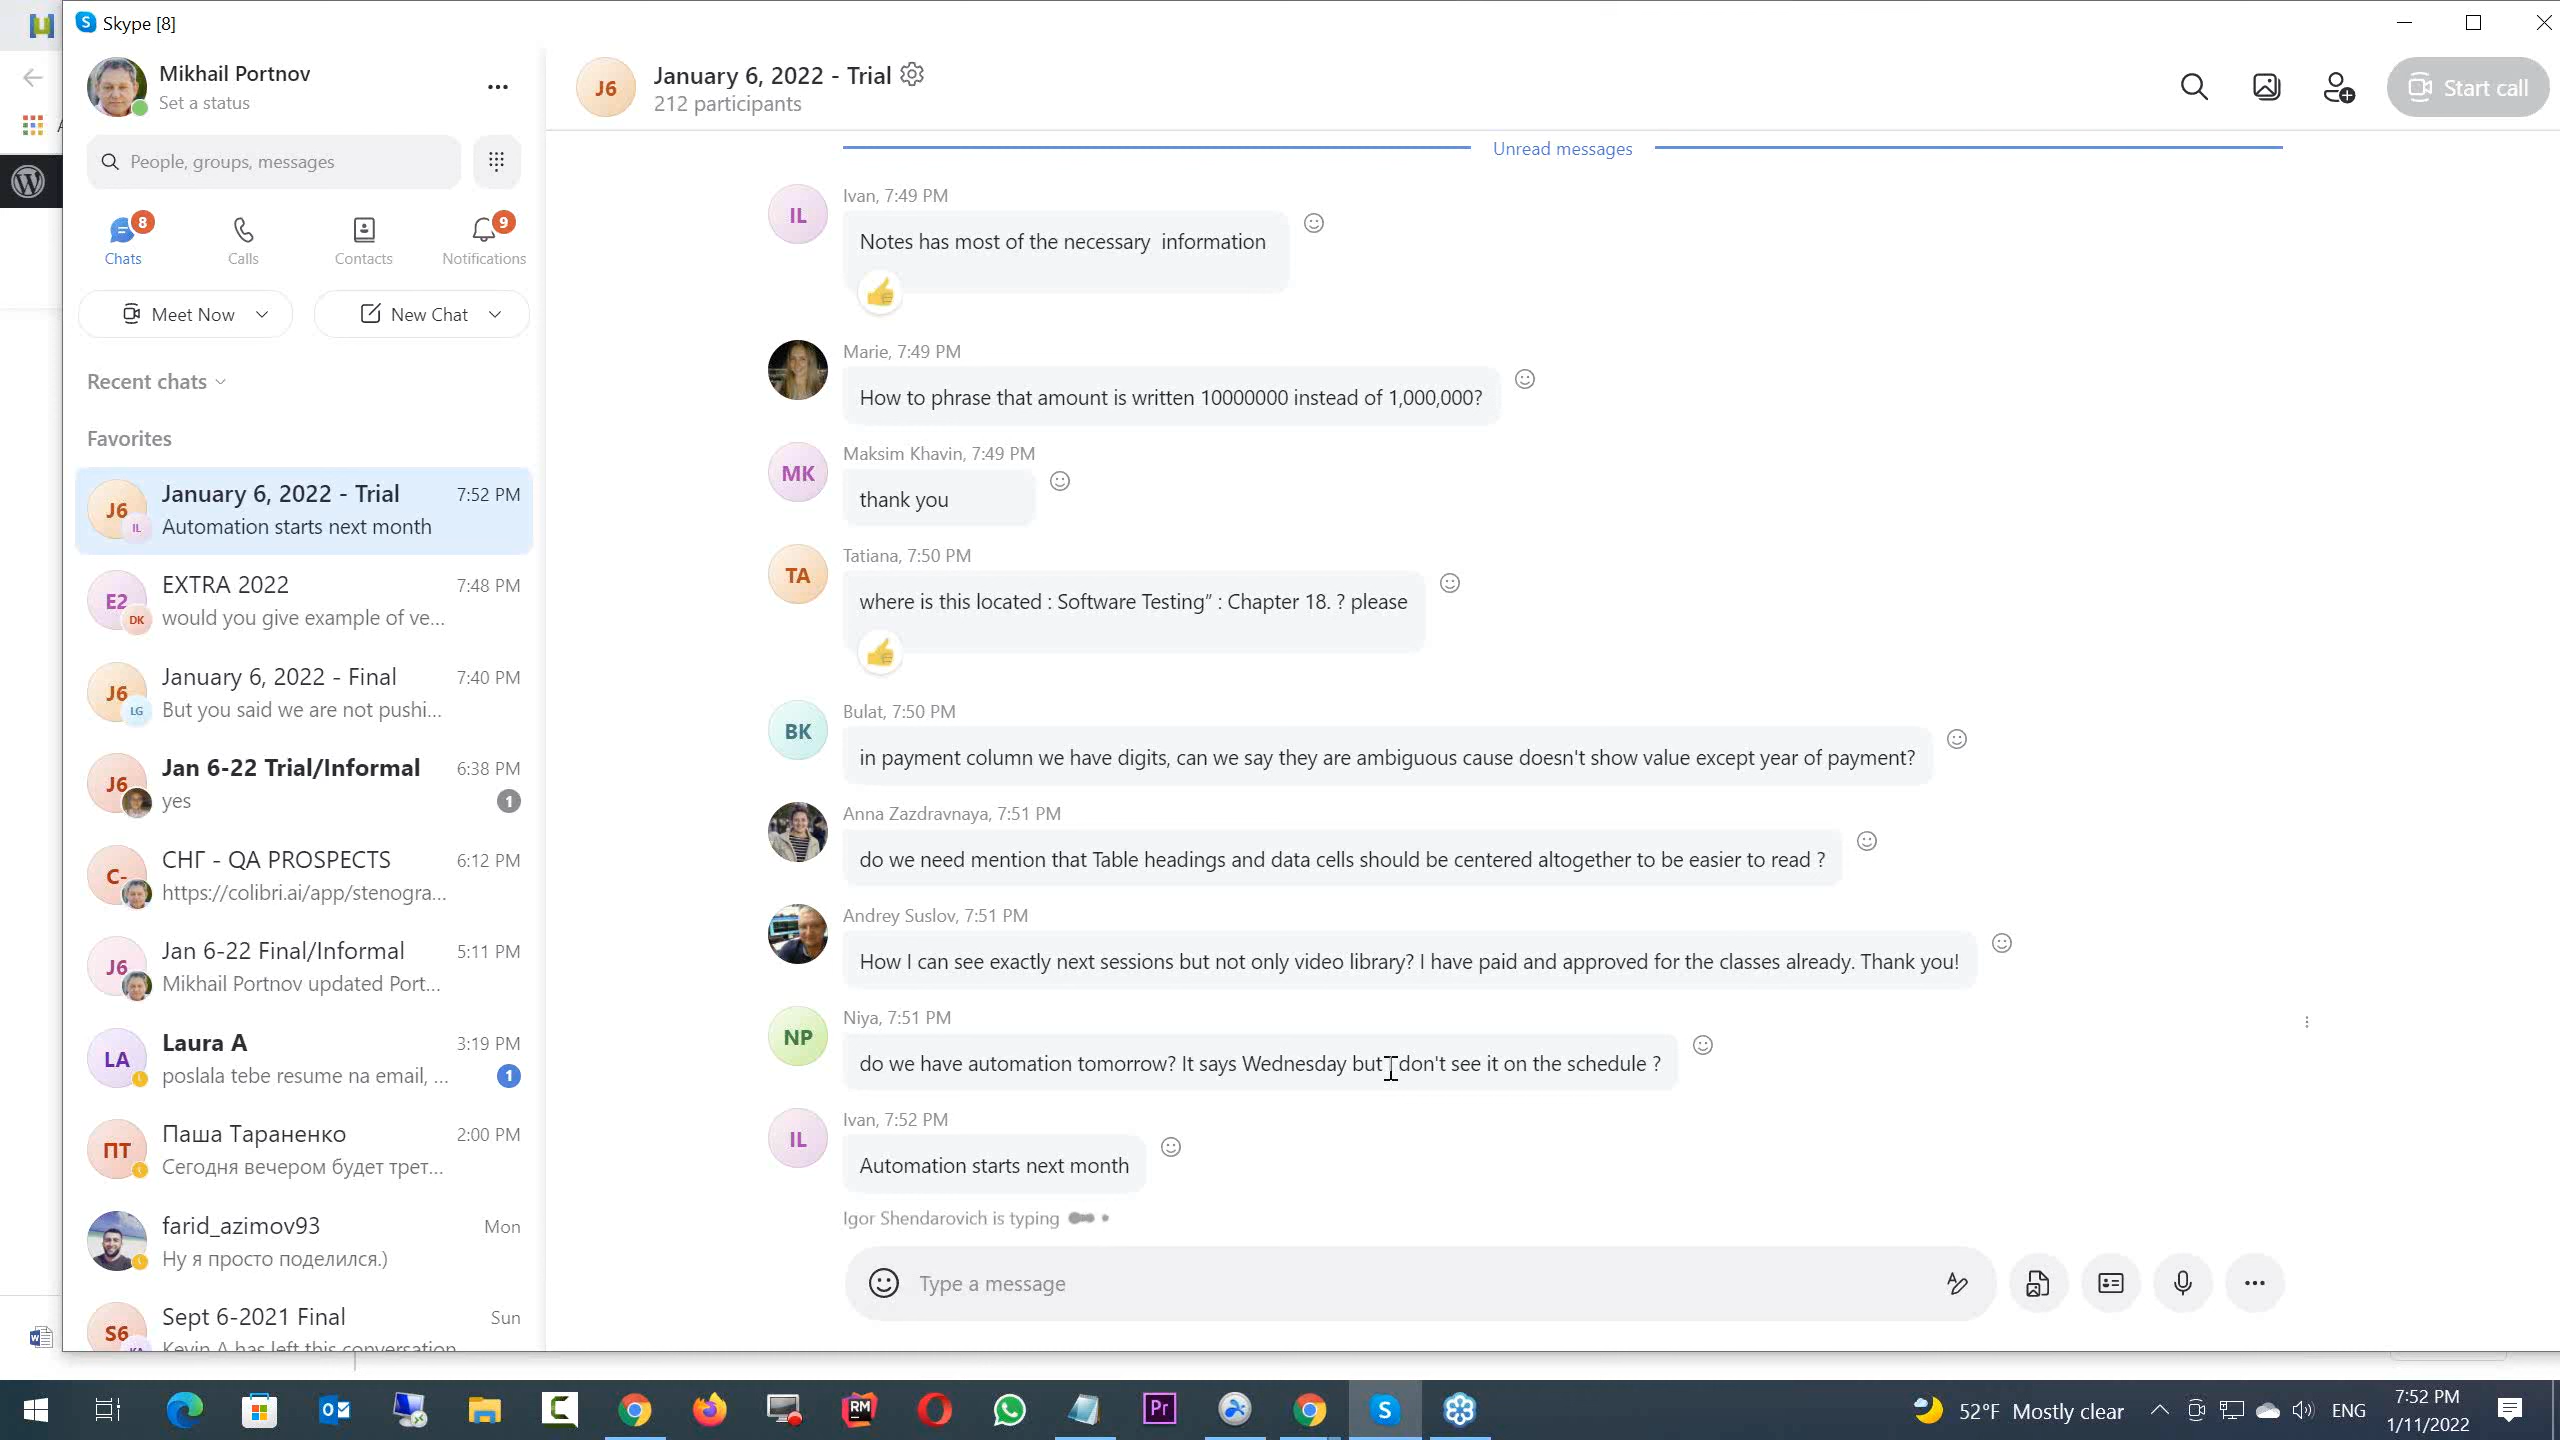 Skype [8]
Mikhail Portnov
Set a status
People, groups, messages
8
9
Chats
Calls
Contacts
Notifications
Meet Now
New Chat
Recent chats
Favorites
J6
IL
January 6, 2022 - Trial
7:52 PM
Automation starts next month
E2
DK
EXTRA 2022
7:48 PM
would you give example of ve...
J6
LG
January 6, 2022 - Final
7:40 PM
But you said we are not pushi...
J6
Jan 6-22 Trial/Informal
6:38 PM
yes
1
C-
СНГ - QA PROSPECTS
6:12 PM
https://colibri.ai/app/stenogra...
J6
Jan 6-22 Final/Informal
5:11 PM
Mikhail Portnov updated Port...
LA
Laura A
3:19 PM
poslala tebe resume na email, ...
1
ПТ
Паша Тараненко
2:00 PM
Сегодня вечером будет трет...
farid_azimov93
Mon
Ну я просто поделился.)
S6
Sept 6-2021 Final
Sun
Kevin A has left this conversation
J6
January 6, 2022 - Trial
212 participants
Start call
Unread messages
IL
Ivan, 7:49 PM
Notes has most of the necessary  information
Marie, 7:49 PM
How to phrase that amount is written 10000000 instead of 1,000,000?
MK
Maksim Khavin, 7:49 PM
thank you
TA
Tatiana, 7:50 PM
where is this located : Software Testing” : Chapter 18. ? please
BK
Bulat, 7:50 PM
in payment column we have digits, can we say they are ambiguous cause doesn't show value except year of payment?
Anna Zazdravnaya, 7:51 PM
do we need mention that Table headings and data cells should be centered altogether to be easier to read ?
Andrey Suslov, 7:51 PM
How I can see exactly next sessions but not only video library? I have paid and approved for the classes already. Thank you!
NP
Niya, 7:51 PM
do we have automation tomorrow? It says Wednesday but I don't see it on the schedule ?
IL
Ivan, 7:52 PM
Automation starts next month
Igor Shendarovich is typing
Type a message
RM
Pr
52°F Mostly clear
ENG
7:52 PM
1/11/2022